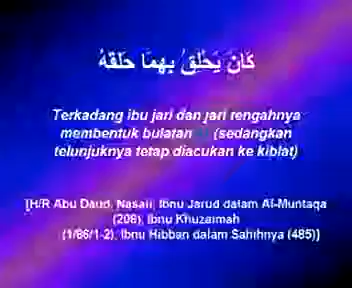 كَانَ يَحْلِقُ بِهِمَا حَلَقَهُ
Terkadang ibu jari dan jari tengahnya
membentuk bulatan (sedangkan
telunjuknya tetap diacukan ke kiblat)
[H/R Abu Daud, Nasaii, Ibnu Jarud dalam Al-Muntaqa
(208), Ibnu Khuzaimah
(1/86/1-2), Ibnu Hibban dalam Sahihnya (485)]